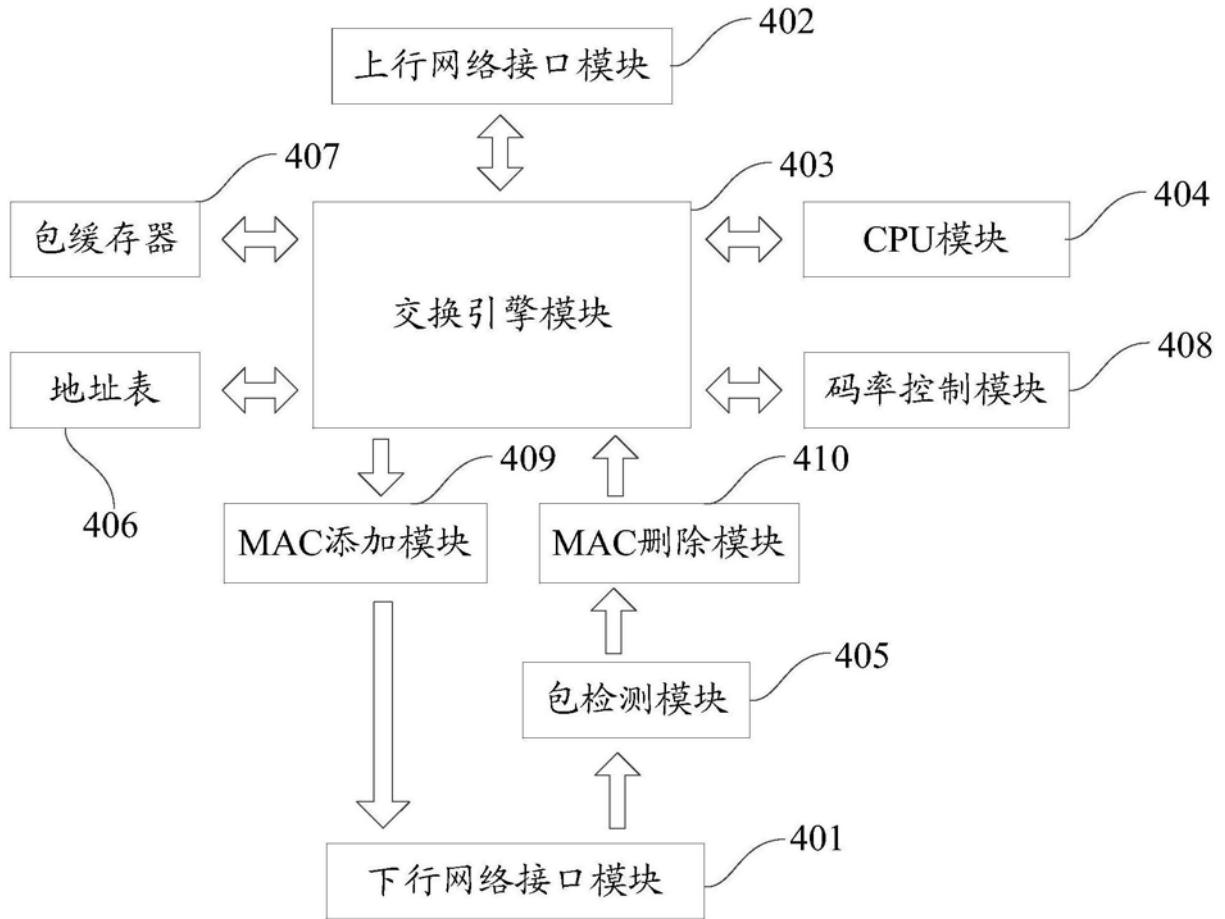 402
上行网络接口模块
407
403
404
包缓存器
CPU模块
交换引擎模块
408
地址表
码率控制模块
409
410
406
MAC添加模块
MAC删除模块
405
包检测模块
401
下行网络接口模块